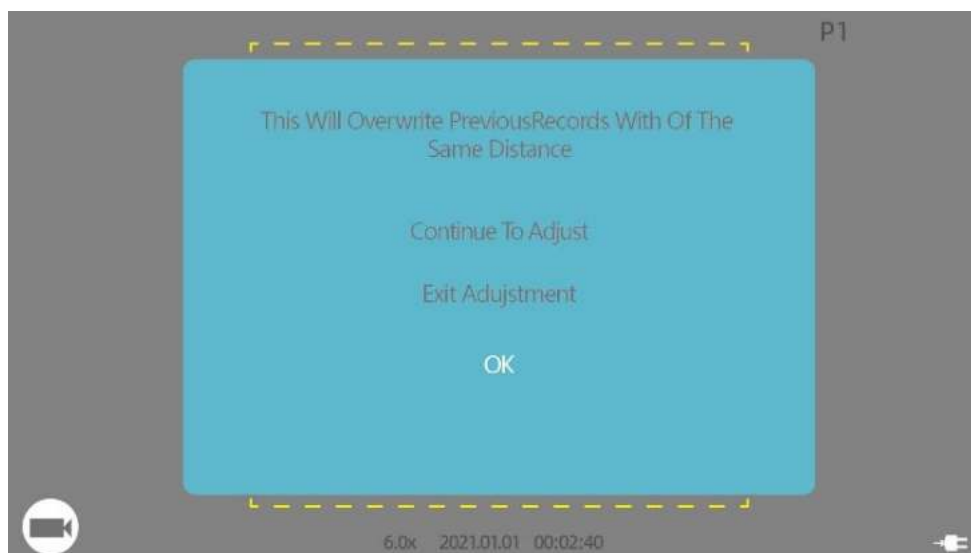 P1
This Will Overwrite PreviousRecords With Of The
Same Distance
Continue To Adjust
Exit Adujstment
OK
6.0x 2021.01.01 00:02:40